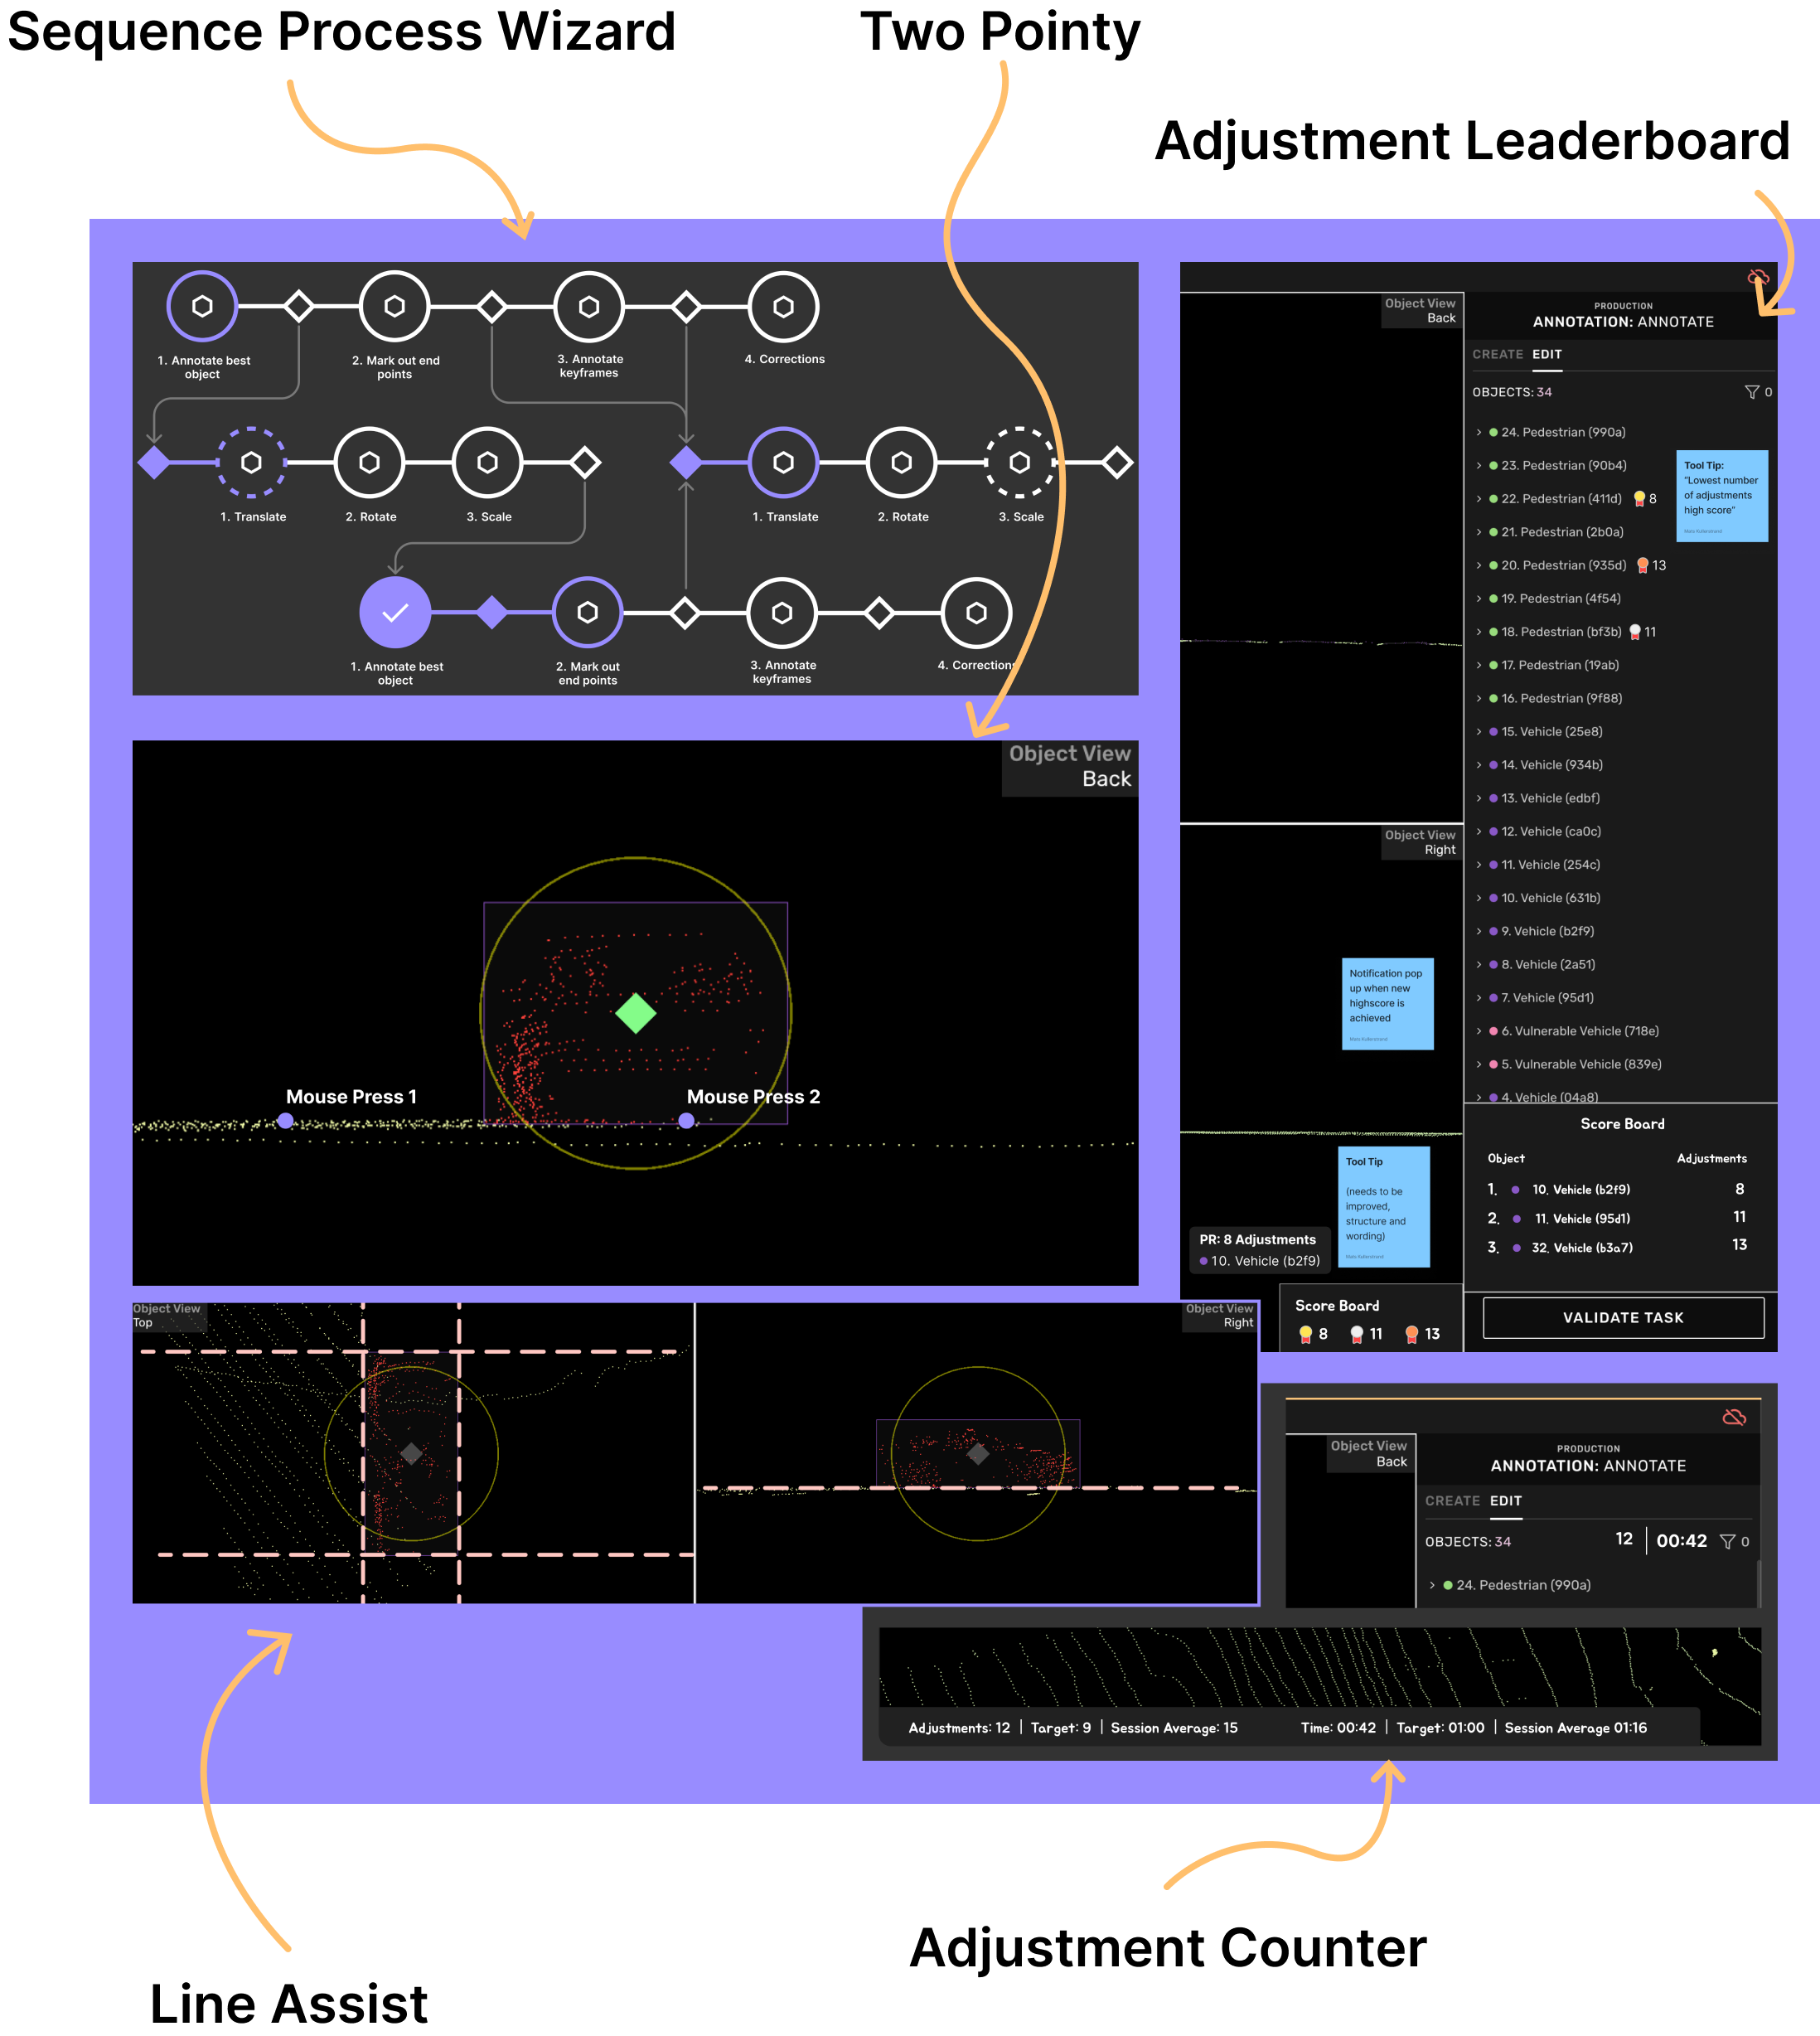 Sequence Process Wizard
Two Pointy
Adjustment Leaderboard
1. Annotate best
object
2. Mark out end
points
3. Annotate
keyframes
4. Corrections
1. Translate
2. Rotate
3. Scale
1. Translate
2. Rotate
3. Scale
1. Annotate best
object
2. Mark out
end points
3. Annotate
keyframes
4. Corrections
Object View
Back
Mouse Press 1
Mouse Press 2
Object View
Top
Object View
Right
Object View
Back
PRODUCTION
ANNOTATION: ANNOTATE
CREATE EDIT
OBJECTS: 34
0
24. Pedestrian (990a)
23. Pedestrian (90b4)
22. Pedestrian (411d) 8
21. Pedestrian (2b0a)
20. Pedestrian (935d) 13
19. Pedestrian (4f54)
18. Pedestrian (bf3b) 11
17. Pedestrian (19ab)
16. Pedestrian (9f88)
15. Vehicle (25e8)
14. Vehicle (934b)
13. Vehicle (edbf)
12. Vehicle (ca0c)
11. Vehicle (254c)
10. Vehicle (631b)
9. Vehicle (b2f9)
8. Vehicle (2a51)
7. Vehicle (95d1)
6. Vulnerable Vehicle (718e)
5. Vulnerable Vehicle (839e)
4. Vehicle (04a8)
Tool Tip:
"Lowest number
of adjustments
high score"
Object View
Right
Notification pop
up when new
highscore is
achieved
Tool Tip
(needs to be
improved,
structure and
wording)
PR: 8 Adjustments
10. Vehicle (b2f9)
Score Board
8 11 13
Score Board
Object Adjustments
1. 10. Vehicle (b2f9) 8
2. 11. Vehicle (95d1) 11
3. 32. Vehicle (b3a7) 13
VALIDATE TASK
Object View
Back
PRODUCTION
ANNOTATION: ANNOTATE
CREATE EDIT
OBJECTS: 34
12 | 00:42
0
24. Pedestrian (990a)
Adjustments: 12 | Target: 9 | Session Average: 15
Time: 00:42 | Target: 01:00 | Session Average 01:16
Adjustment Counter
Line Assist